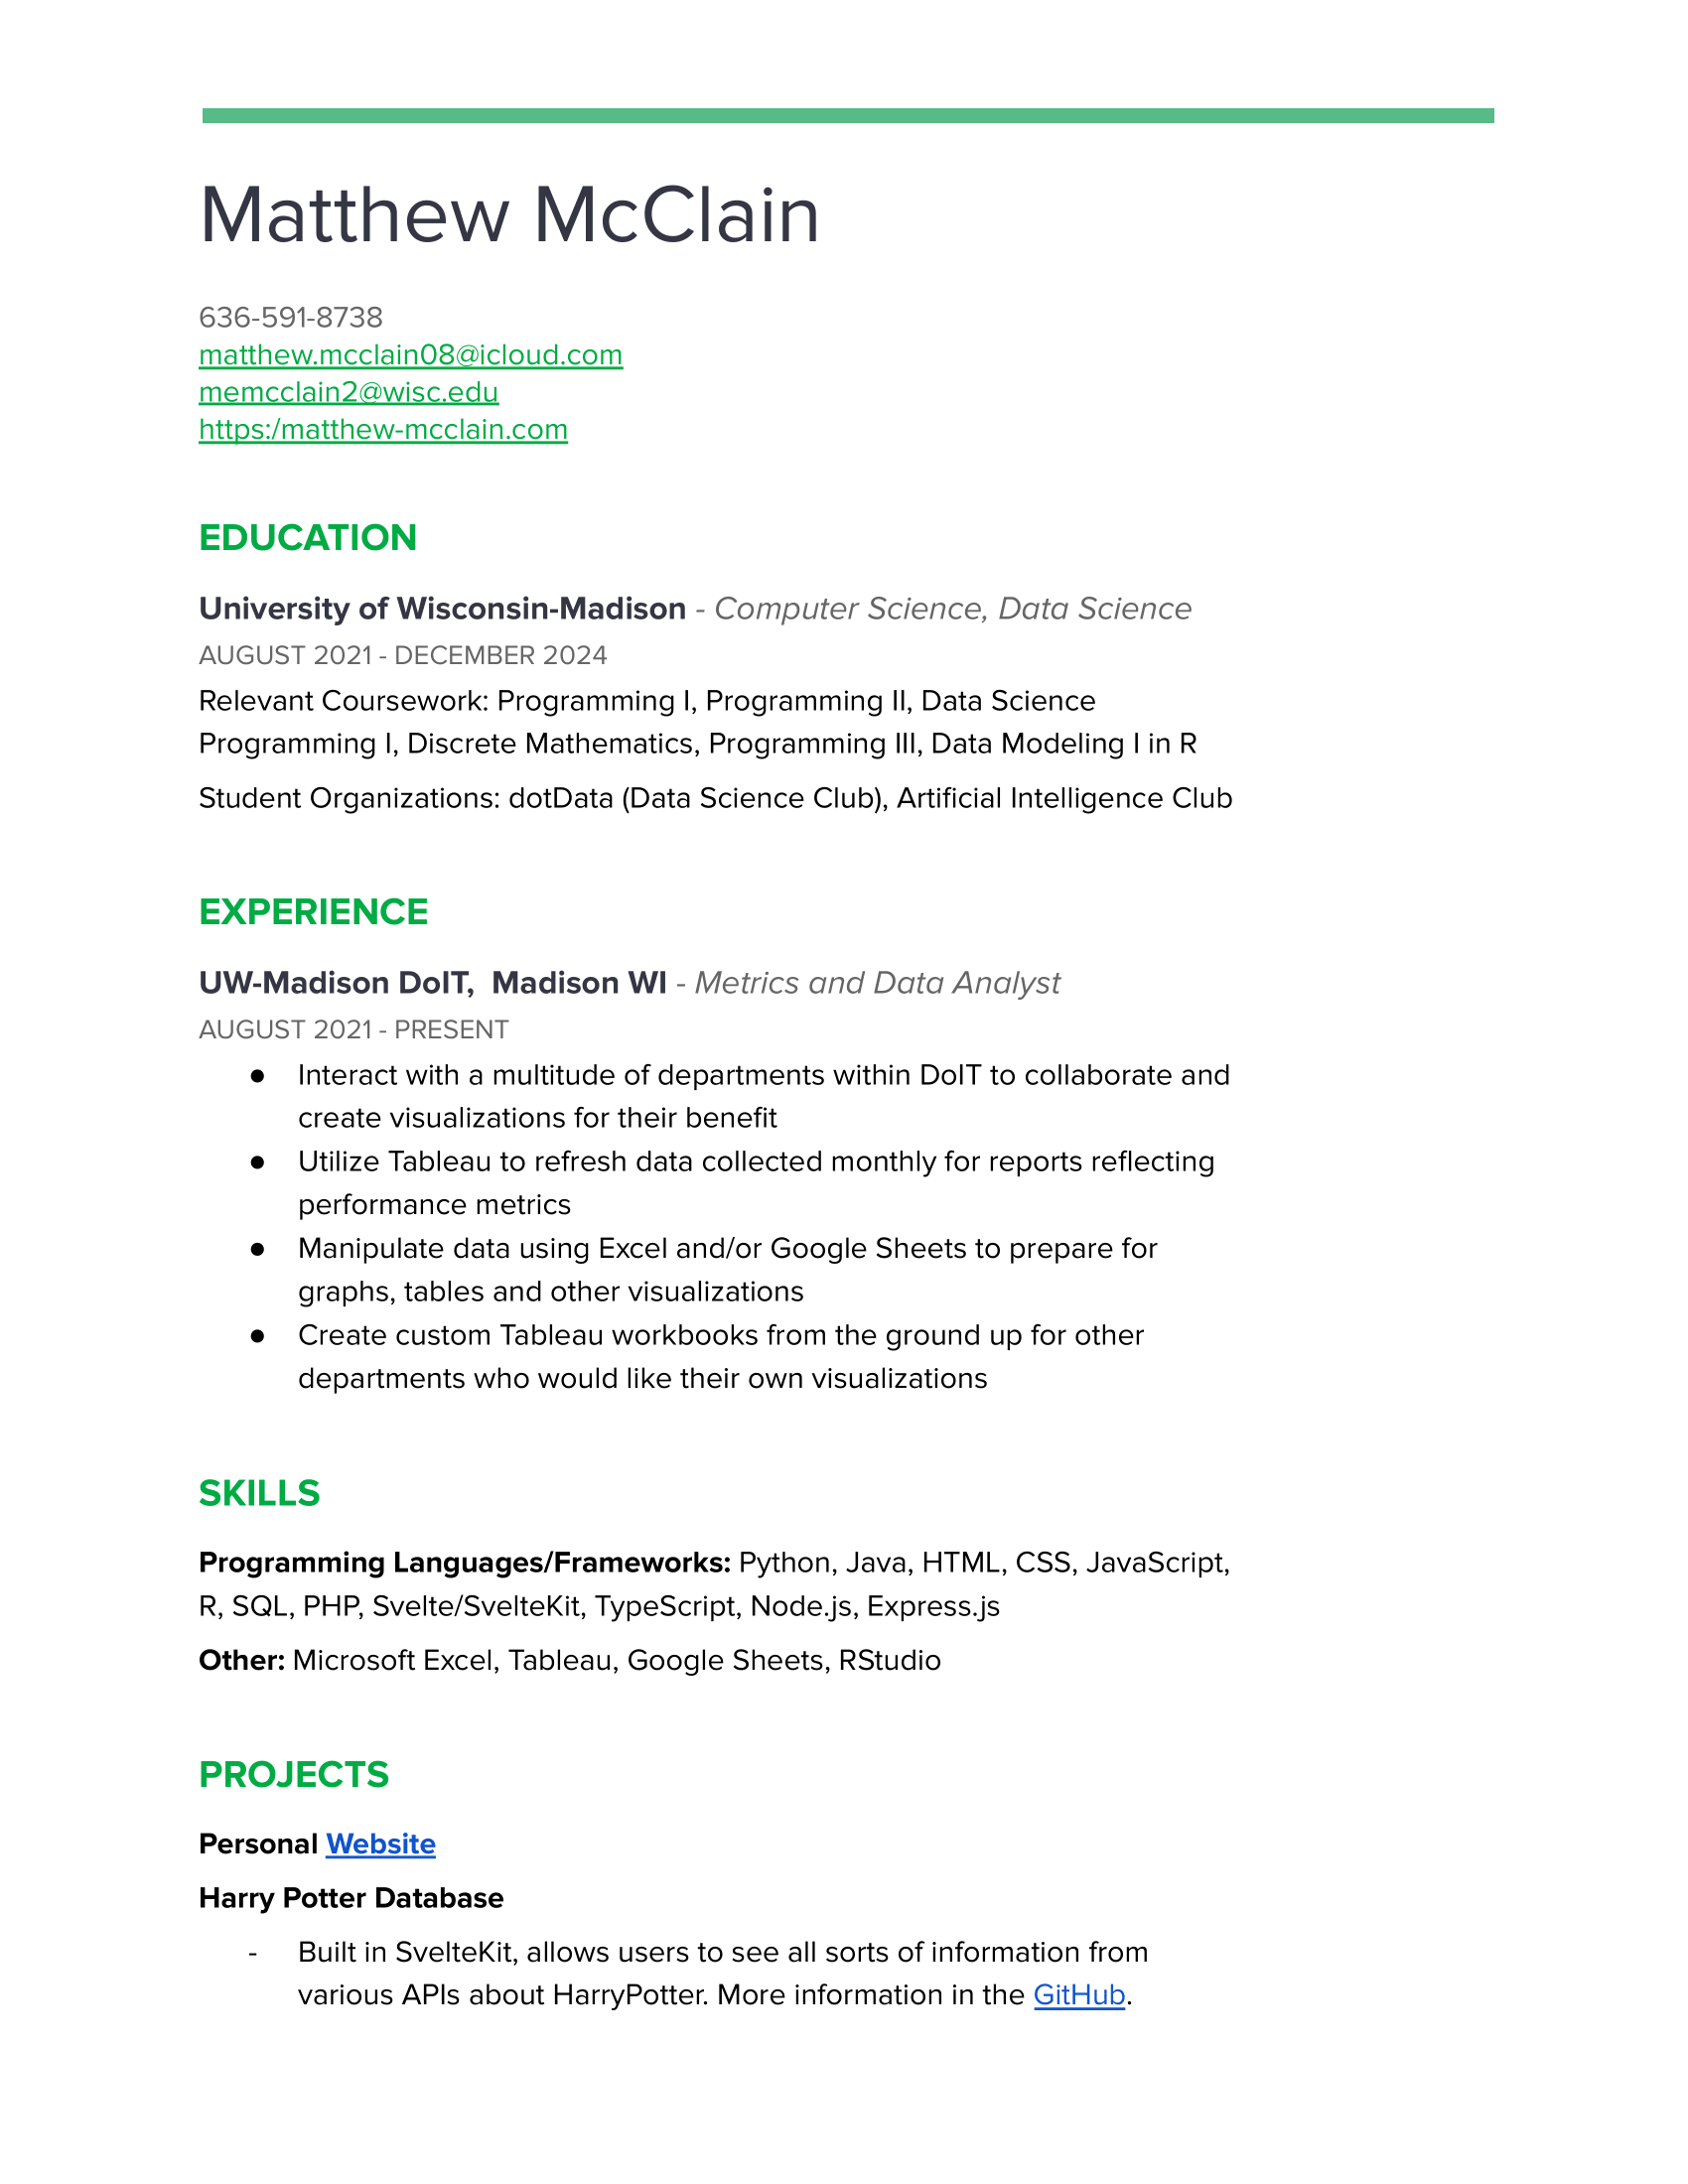 Matthew McClain
636-591-8738
matthew.mcclain08@icloud.com
memcclain2@wisc.edu
https:/matthew-mcclain.com
EDUCATION
University of Wisconsin-Madison - Computer Science, Data Science
AUGUST 2021 - DECEMBER 2024
Relevant Coursework: Programming I, Programming II, Data Science
Programming I, Discrete Mathematics, Programming III, Data Modeling I in R
Student Organizations: dotData (Data Science Club), Artificial Intelligence Club
EXPERIENCE
UW-Madison DoIT,  Madison WI - Metrics and Data Analyst
AUGUST 2021 - PRESENT
● Interact with a multitude of departments within DoIT to collaborate and
create visualizations for their benefit
● Utilize Tableau to refresh data collected monthly for reports reflecting
performance metrics
● Manipulate data using Excel and/or Google Sheets to prepare for
graphs, tables and other visualizations
● Create custom Tableau workbooks from the ground up for other
departments who would like their own visualizations
SKILLS
Programming Languages/Frameworks: Python, Java, HTML, CSS, JavaScript,
R, SQL, PHP, Svelte/SvelteKit, TypeScript, Node.js, Express.js
Other: Microsoft Excel, Tableau, Google Sheets, RStudio
PROJECTS
Personal Website
Harry Potter Database
- Built in SvelteKit, allows users to see all sorts of information from
various APIs about HarryPotter. More information in the GitHub.